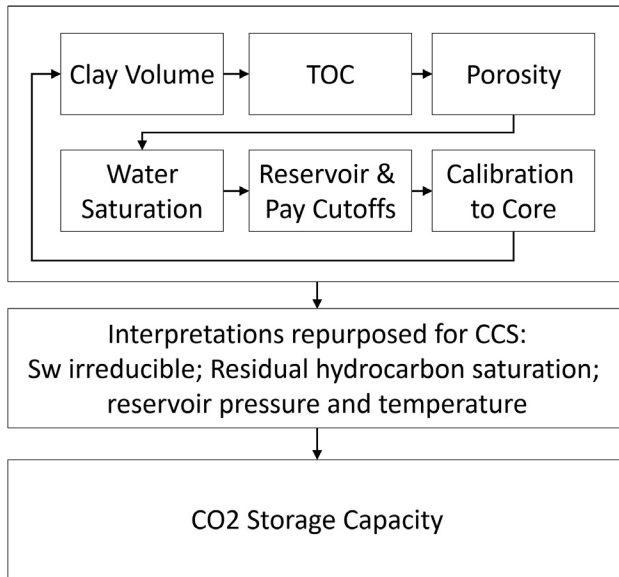 Clay Volume
TOC
Porosity
Water
Saturation
Reservoir &
Pay Cutoffs
Calibration
to Core
Interpretations repurposed for CCS:
Sw irreducible; Residual hydrocarbon saturation;
reservoir pressure and temperature
CO2 Storage Capacity